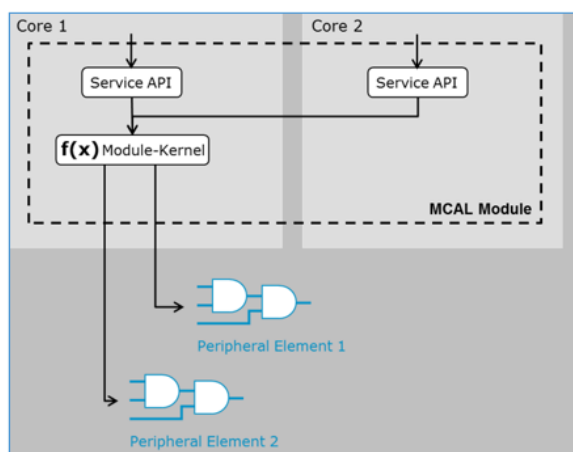 Core 1
Core 2
Service API
Service API
f(x) Module-Kernel
MCAL Module
Peripheral Element 1
Peripheral Element 2